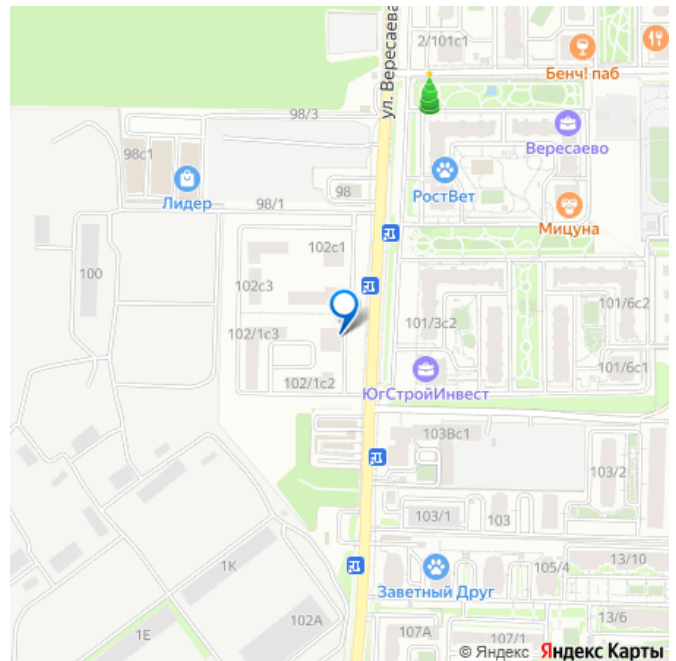 2/101с1
Бенч! паб
ул. Вересаева
98/3
Вересаево
98с1
98
РостВет
Лидер
98/1
Мицуна
102с1
100
102с3
101/6с2
101/3с2
102/1с3
101/6с1
102/1с2
ЮгСтройИнвест
103Вс1
103/2
103/1
103
1К
13/10
105/4
Заветный Друг
102А
13/6
1Е
107А
107/1
© Яндекс Яндекс Карты